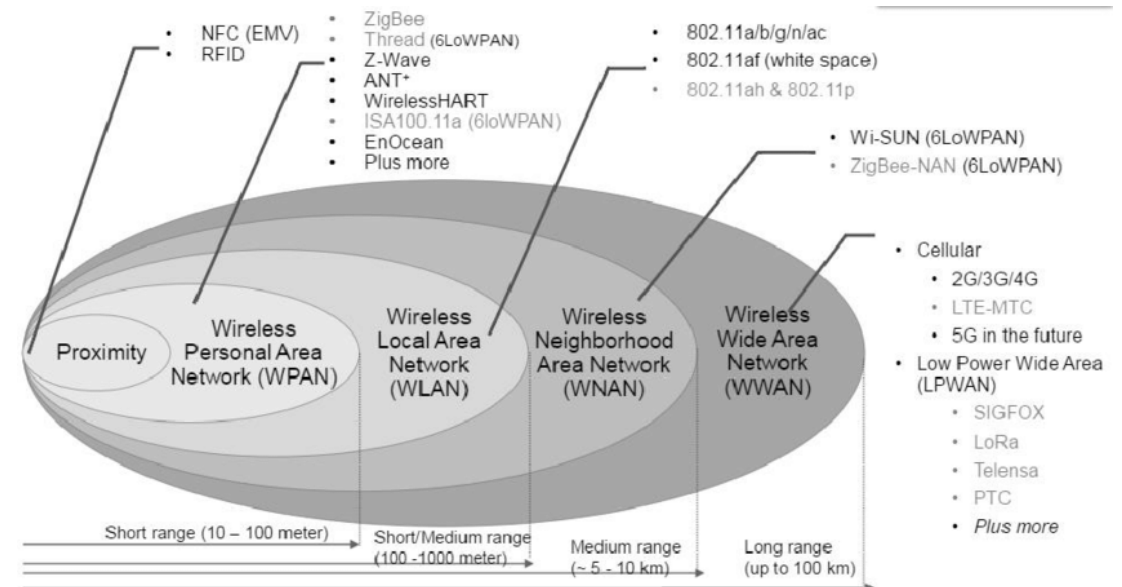 • NFC (EMV)
• RFID
• ZigBee
• Thread (6LoWPAN)
• Z-Wave
• ANT+
• WirelessHART
• ISA100.11a (6loWPAN)
• EnOcean
• Plus more
• 802.11a/b/g/n/ac
• 802.11af (white space)
• 802.11ah & 802.11p
• Wi-SUN (6LoWPAN)
• ZigBee-NAN (6LoWPAN)
• Cellular
• 2G/3G/4G
• LTE-MTC
• 5G in the future
• Low Power Wide Area
(LPWAN)
• SIGFOX
• LoRa
• Telensa
• PTC
• Plus more
Proximity
Wireless
Personal Area
Network (WPAN)
Wireless
Local Area
Network
(WLAN)
Wireless
Neighborhood
Area Network
(WNAN)
Wireless
Wide Area
Network
(WWAN)
Short range (10 – 100 meter)
Short/Medium range
(100 -1000 meter)
Medium range
(~ 5 - 10 km)
Long range
(up to 100 km)